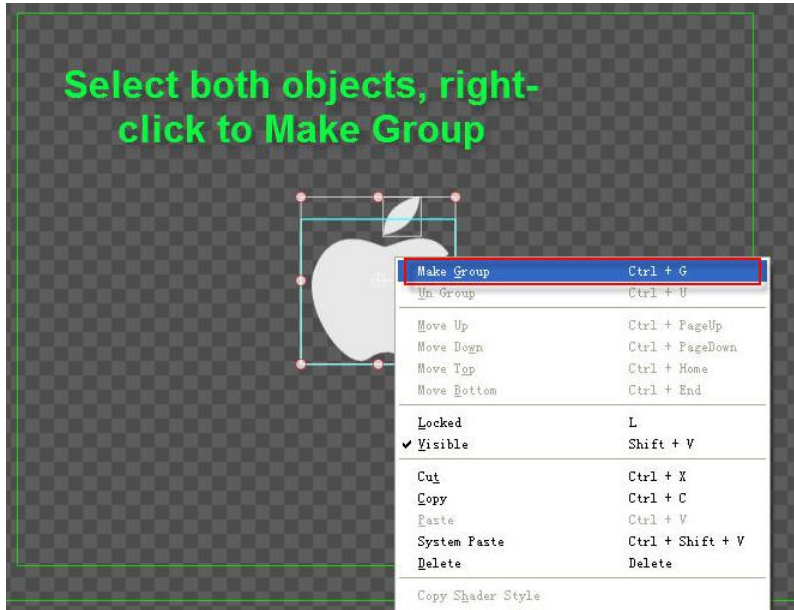 Select both objects, right-
click to Make Group
Make Group Ctrl + G
Un Group Ctrl + U
Move Up Ctrl + PageUp
Move Down Ctrl + PageDown
Move Top Ctrl + Home
Move Bottom Ctrl + End
Locked L
Visible Shift + V
Cut Ctrl + X
Copy Ctrl + C
Paste Ctrl + V
System Paste Ctrl + Shift + V
Delete Delete
Copy Shader Style